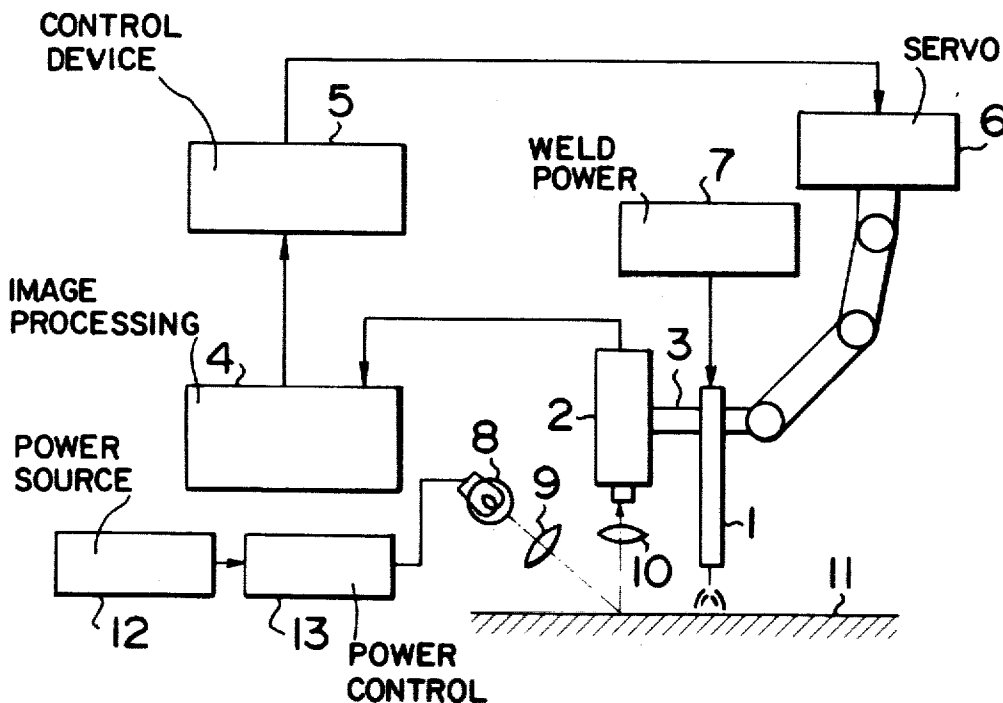 CONTROL
DEVICE
5
SERVO
6
WELD
POWER
7
IMAGE
PROCESSING
4
3
2
POWER
SOURCE
8
9
10
1
11
12
13
POWER
CONTROL